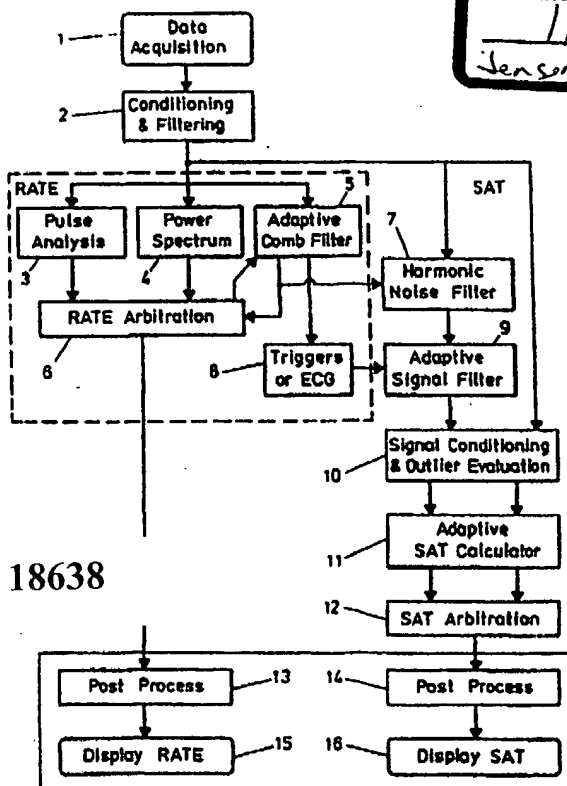 1
Data
Acquisition
2
Conditioning
& Filtering
RATE
SAT
3
Pulse
Analysis
4
Power
Spectrum
5
Adaptive
Comb Filter
6
RATE Arbitration
7
Harmonic
Noise Filter
8
Triggers
or ECG
9
Adaptive
Signal Filter
10
Signal Conditioning
& Outlier Evaluation
11
Adaptive
SAT Calculator
12
SAT Arbitration
18638
Post Process
13
14
Post Process
Display RATE
15
16
Display SAT